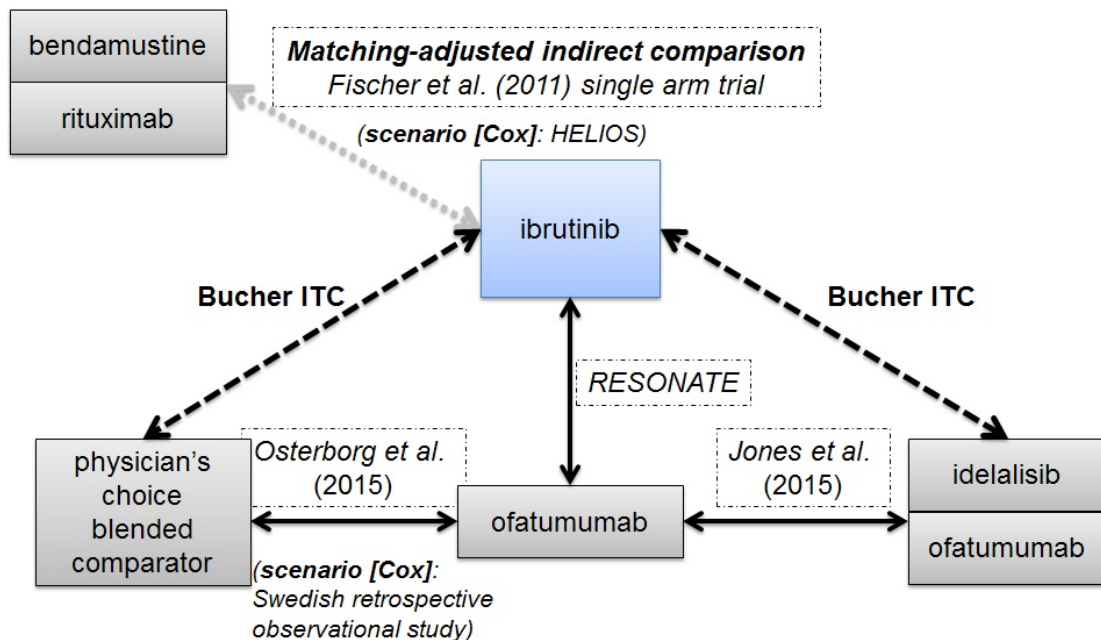 bendamustine
rituximab
Matching-adjusted indirect comparison
Fischer et al. (2011) single arm trial
(scenario [Cox]: HELIOS)
ibrutinib
Bucher ITC
Bucher ITC
RESONATE
physician's
choice
blended
comparator
Osterborg et al.
(2015)
ofatumumab
Jones et al.
(2015)
idelalisib
ofatumumab
(scenario [Cox]:
Swedish retrospective
observational study)